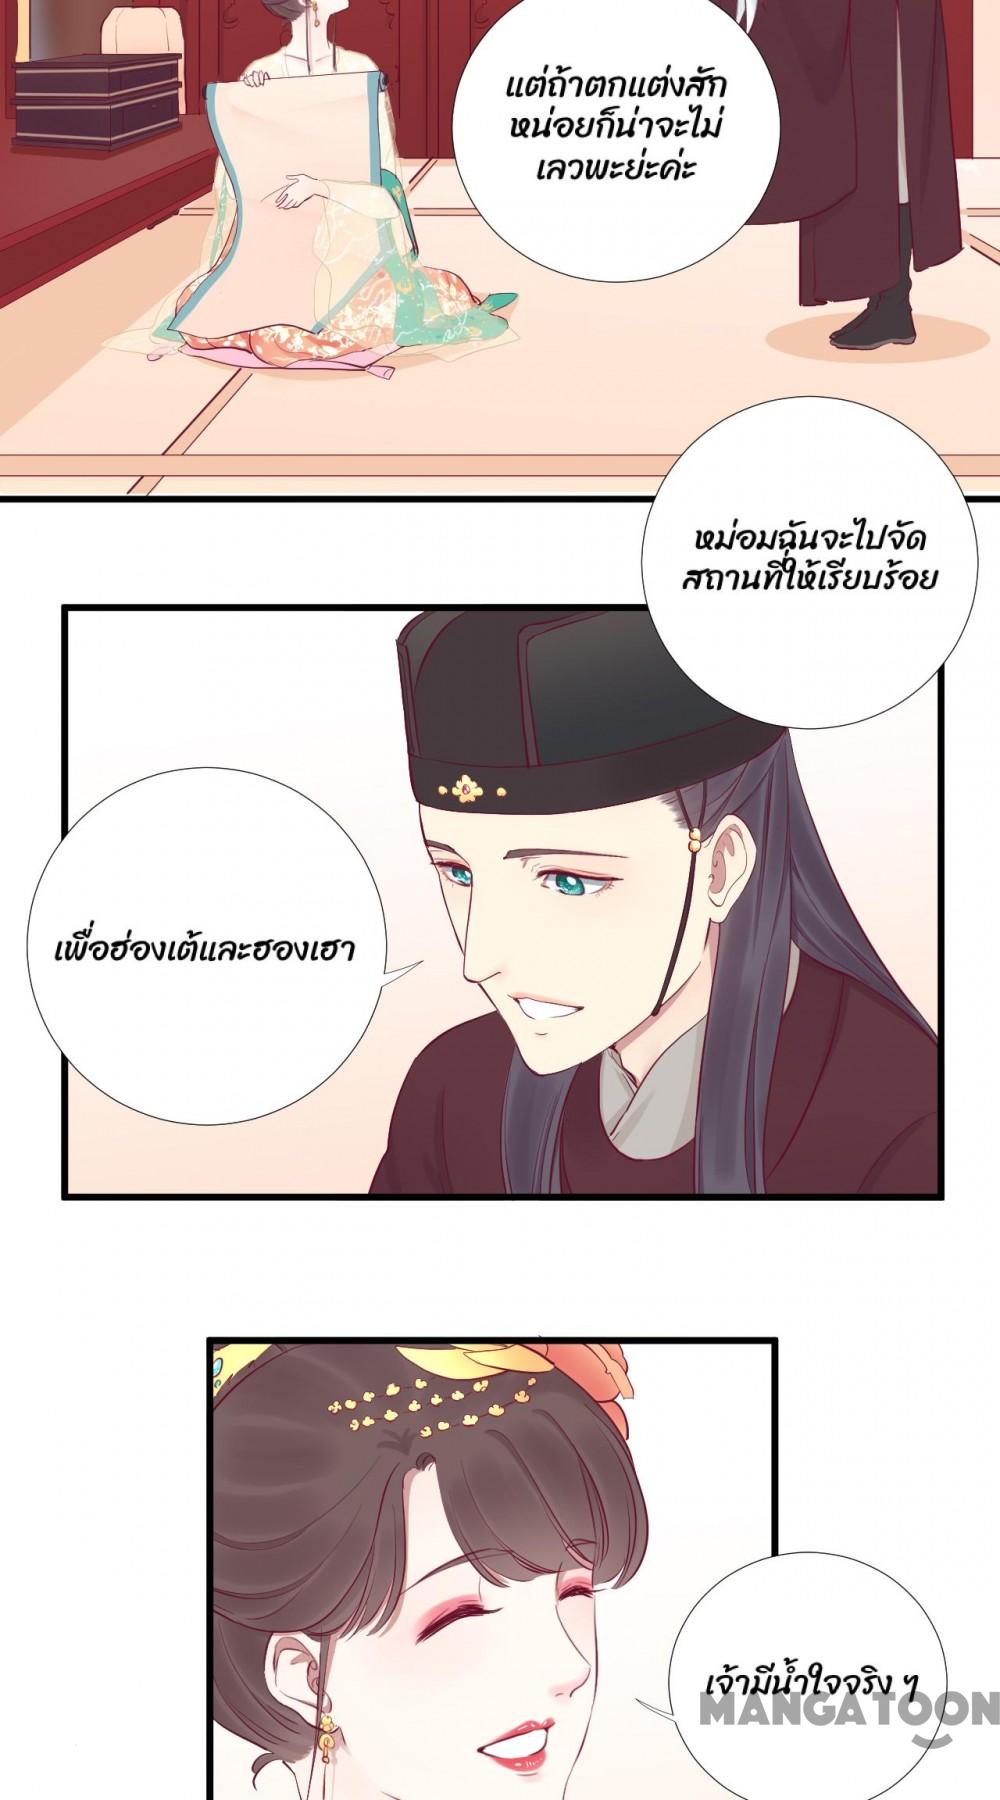 แต่ถ้าตกแต่งสัก
หน่อยก็น่าจะไม่
เลวพะย่ะค่ะ
หม่อมฉันจะไปจัด
สถานที่ให้เรียบร้อย
เพื่อฮ่องเต้และฮองเฮา
เจ้ามีน้ำใจจริง ๆ
MANGATOON